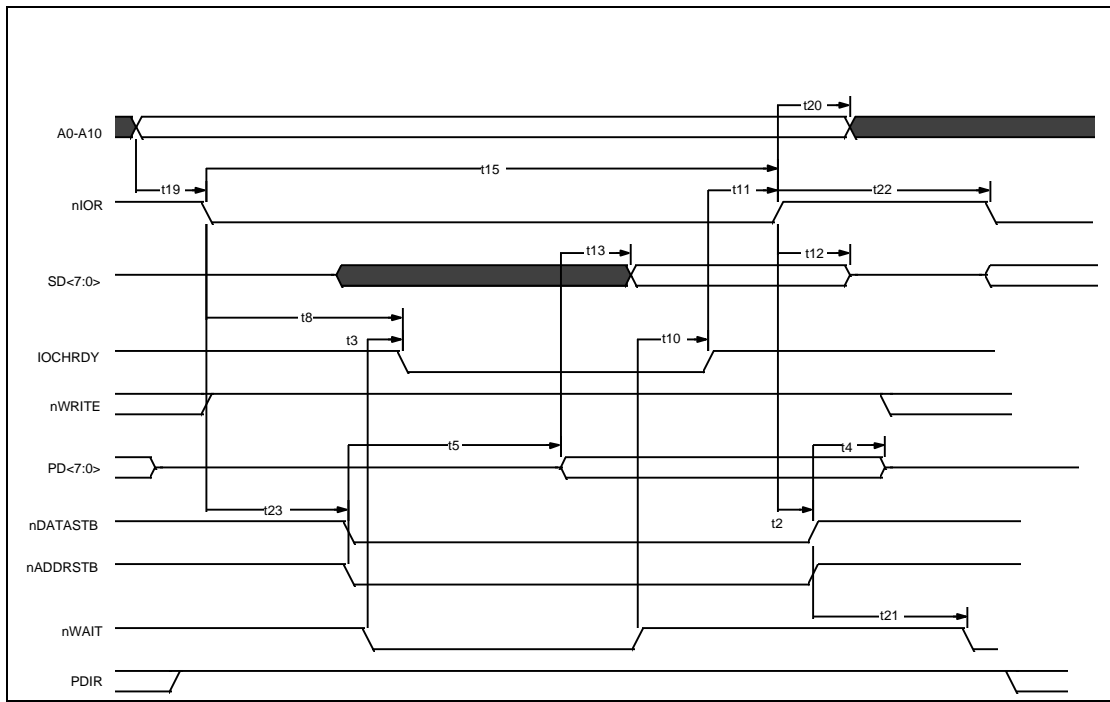 t20
A0-A10
t15
t19
t11
t22
nIOR
t13
t12
SD<7:0>
t8
t3
t10
IOCHRDY
nWRITE
t5
t4
PD<7:0>
t23
t2
nDATASTB
nADDRSTB
t21
nWAIT
PDIR